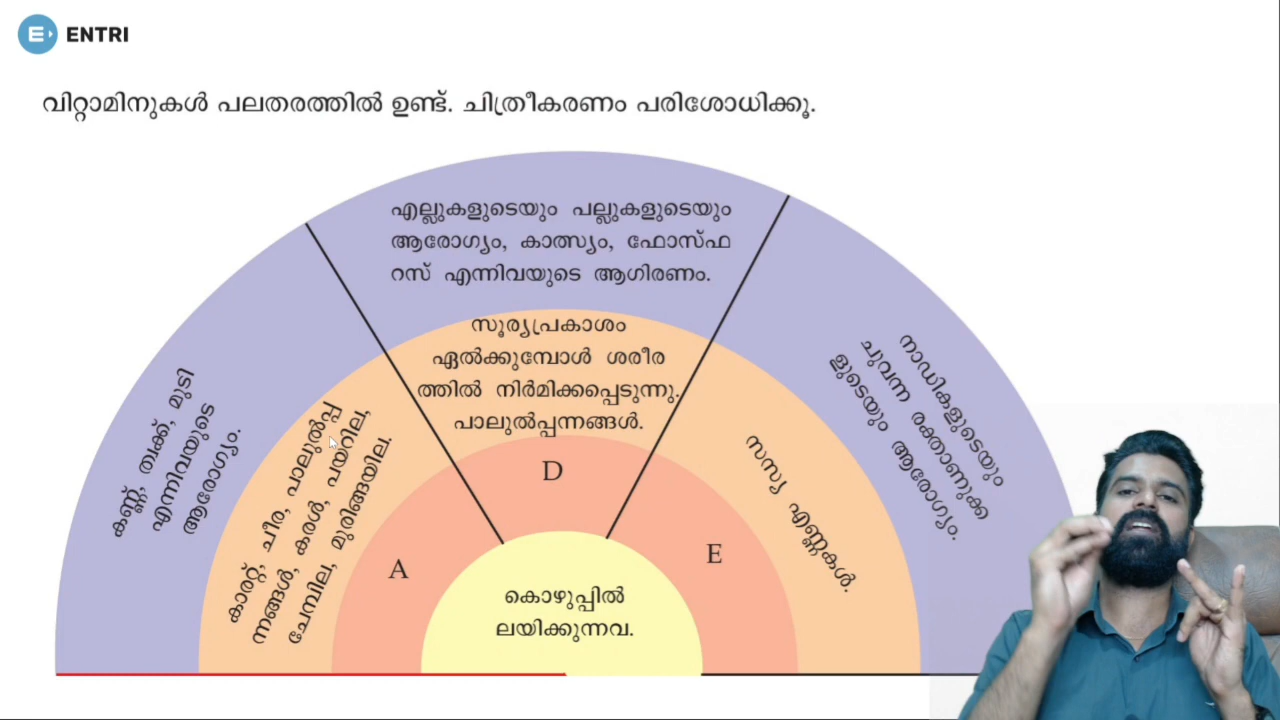 ENTRI
വിറ്റാമിനുകൾ പലതരത്തിൽ ഉണ്ട്. ചിത്രീകരണം പരിശോധിക്കൂ.
എല്ലുകളുടെയും പല്ലുകളുടെയും
ആരോഗ്യം, കാത്സ്യം, ഫോസ്ഫ
റസ് എന്നിവയുടെ ആഗിരണം.
സൂര്യപ്രകാശം
ഏൽക്കുമ്പോൾ ശരീര
ത്തിൽ നിർമിക്കപ്പെടുന്നു.
പാലുൽപ്പന്നങ്ങൾ.
D
കണ്ണ്, ത്വക്ക്, മുടി
എന്നിവയുടെ
ആരോഗ്യം.
കാരറ്റ്, ചീര, പാലുൽപ്പ
ന്നങ്ങൾ, കരൾ, പയറില,
ചേമ്പില, മുരിങ്ങയില.
A
നാഡികളുടെയും
ചുവന്ന രക്താണുക്ക
ളുടെയും ആരോഗ്യം.
സസ്യ എണ്ണകൾ.
E
കൊഴുപ്പിൽ
ലയിക്കുന്നവ.